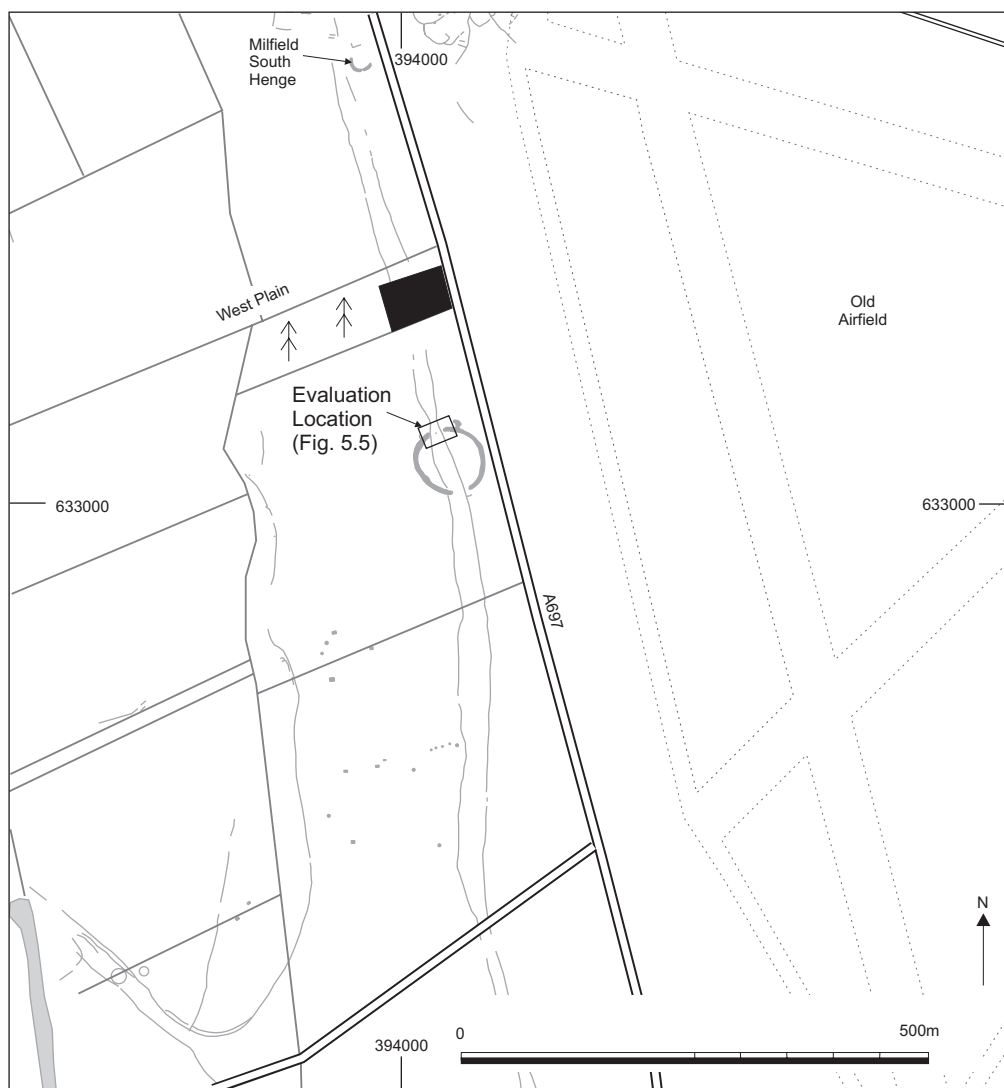 Milfield
South
Henge
394000
West Plain
Old
Airfield
Evaluation
Location
(Fig. 5.5)
633000
633000
A697
N
0
500m
394000